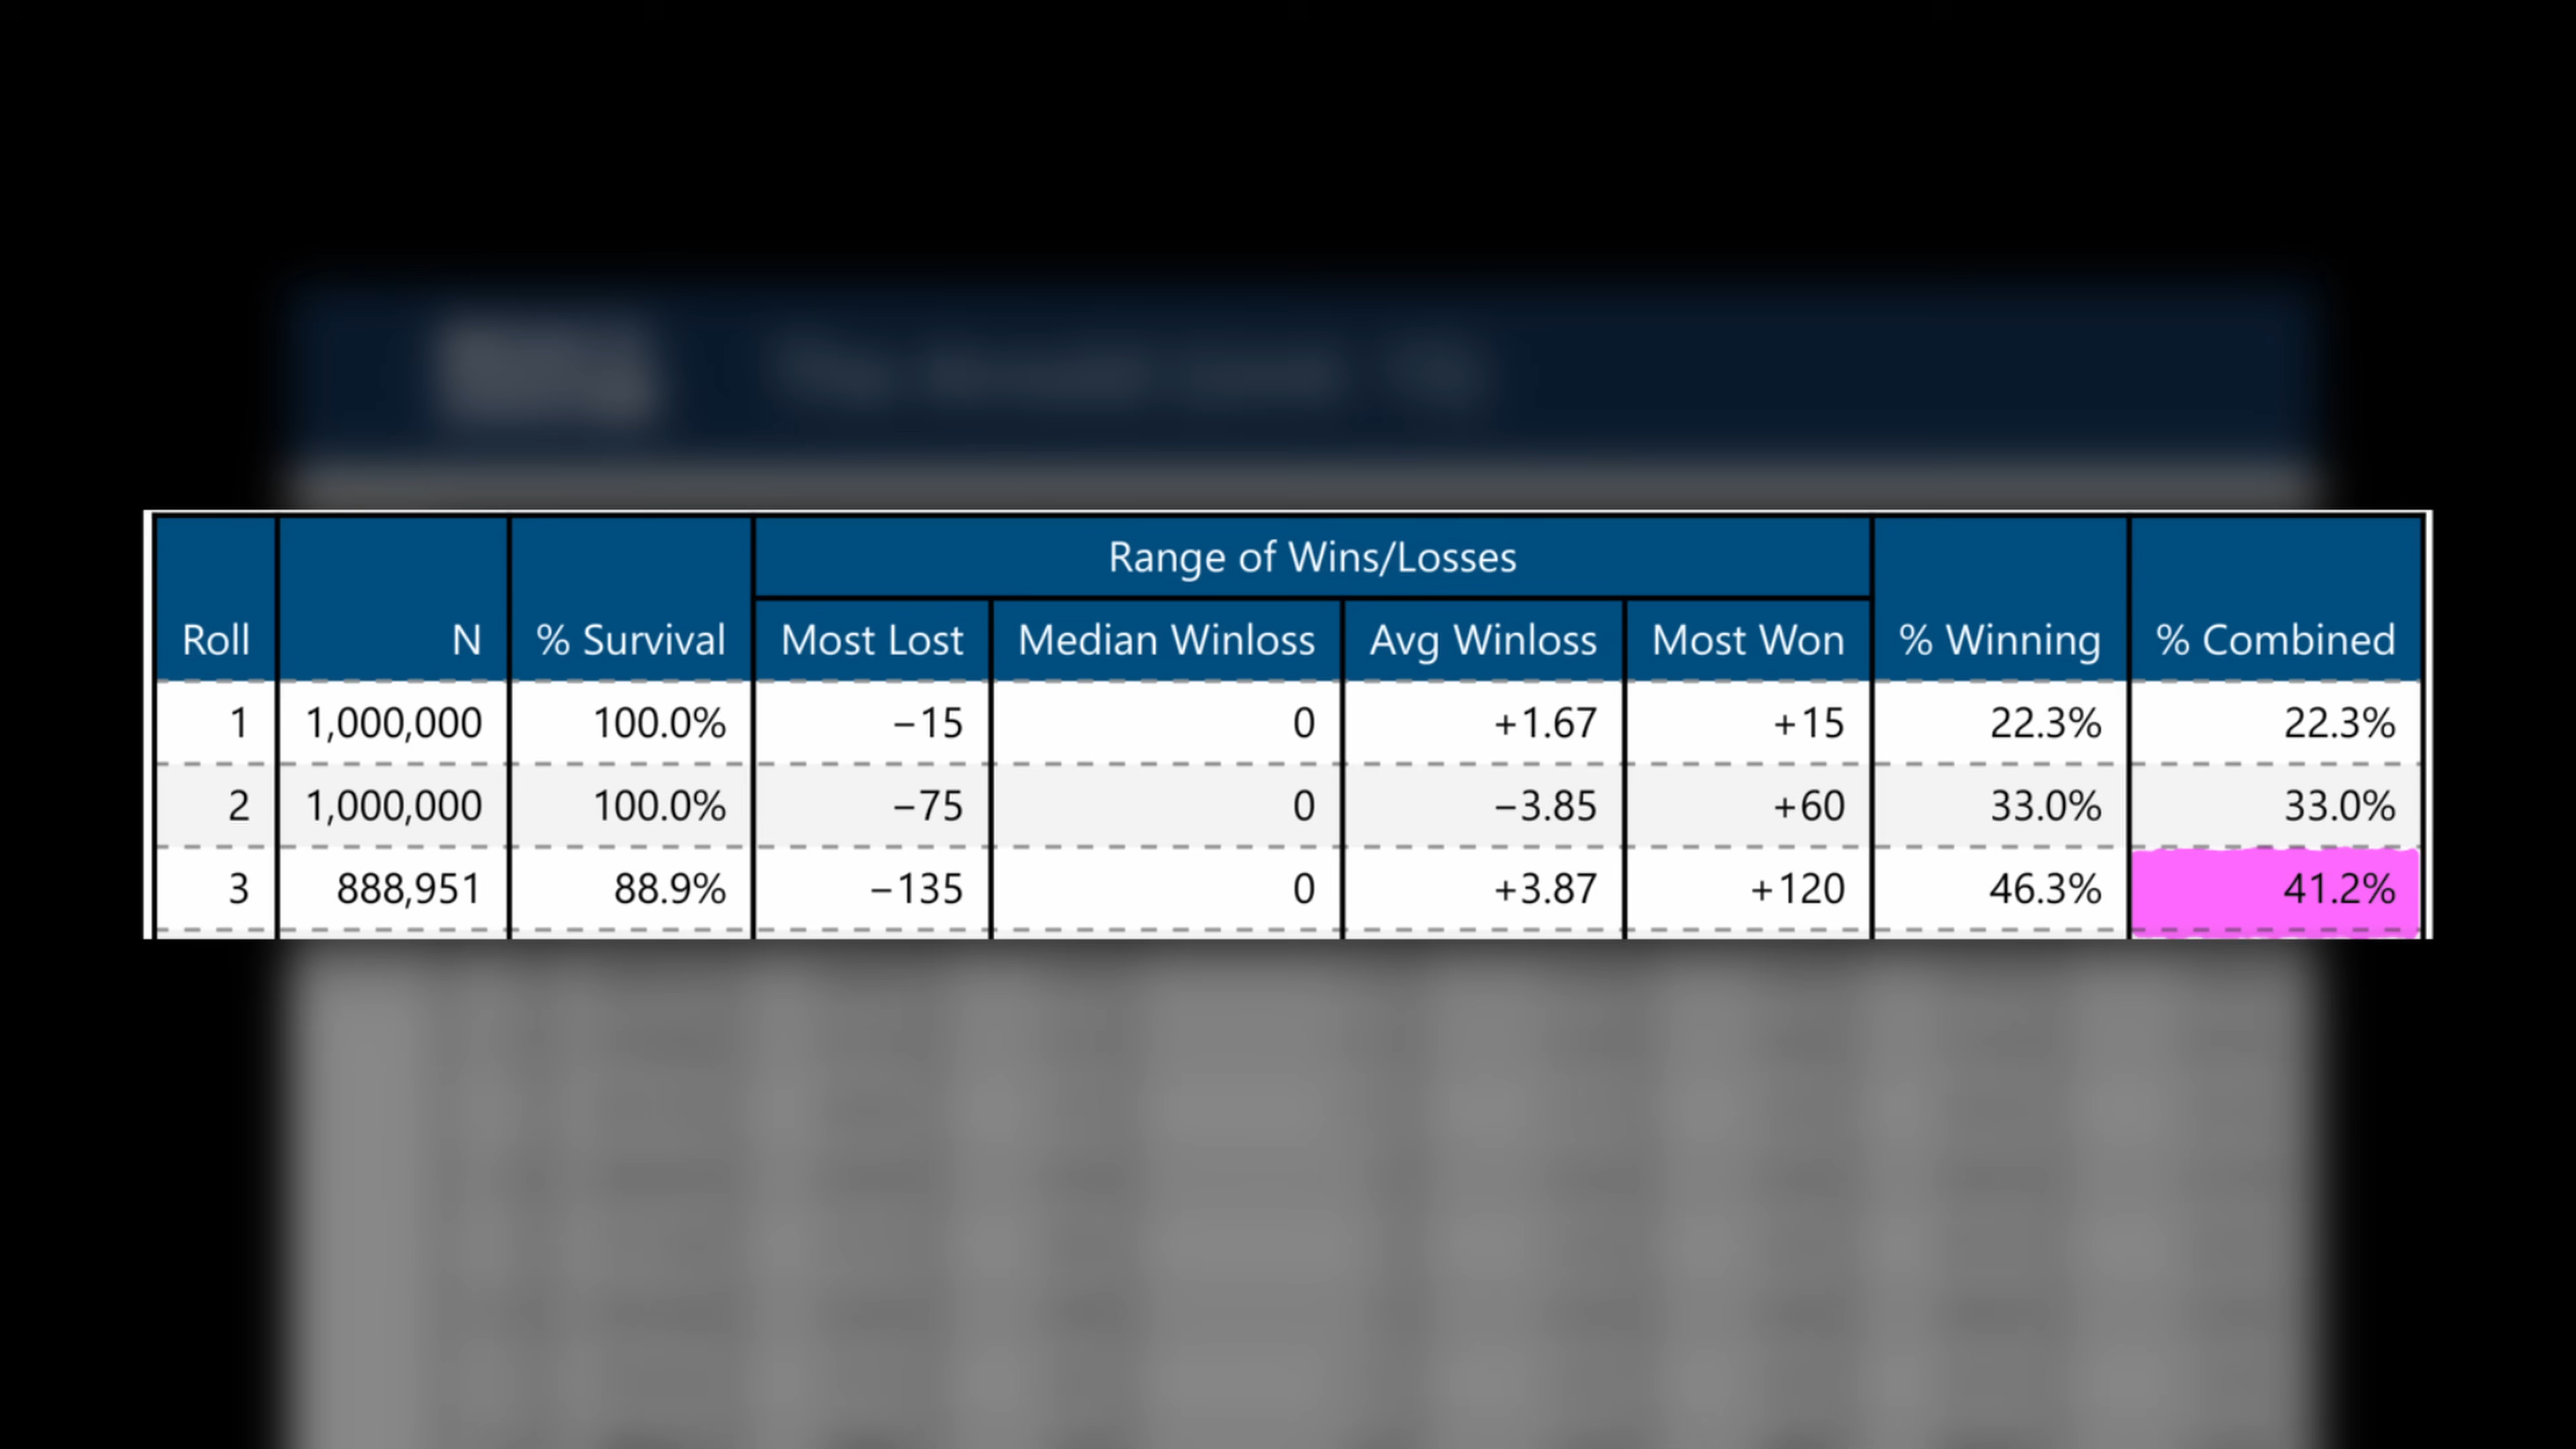 Range of Wins/Losses
Roll N % Survival Most Lost Median Winloss Avg Winloss Most Won % Winning % Combined
1 1,000,000 100.0% −15 0 +1.67 +15 22.3% 22.3%
2 1,000,000 100.0% −75 0 −3.85 +60 33.0% 33.0%
3 888,951 88.9% −135 0 +3.87 +120 46.3% 41.2%